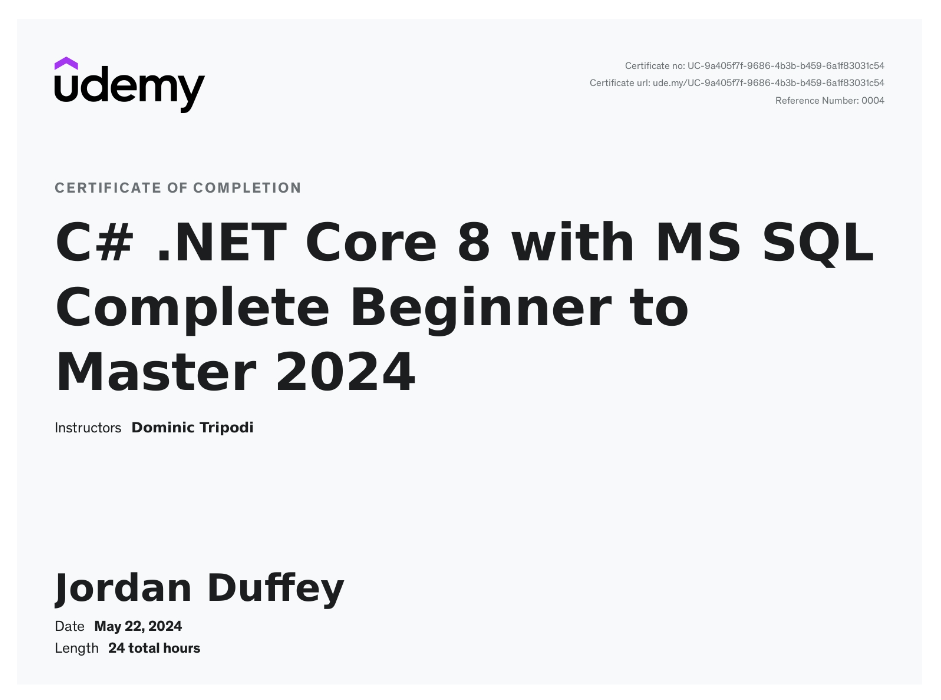 udemy
Certificate no: UC-9a405f7f-9686-4b3b-b459-6a1f83031c54
Certificate url: ude.my/UC-9a405f7f-9686-4b3b-b459-6a1f83031c54
Reference Number: 0004
CERTIFICATE OF COMPLETION
C# .NET Core 8 with MS SQL
Complete Beginner to
Master 2024
Instructors Dominic Tripodi
Jordan Duffey
Date May 22, 2024
Length 24 total hours